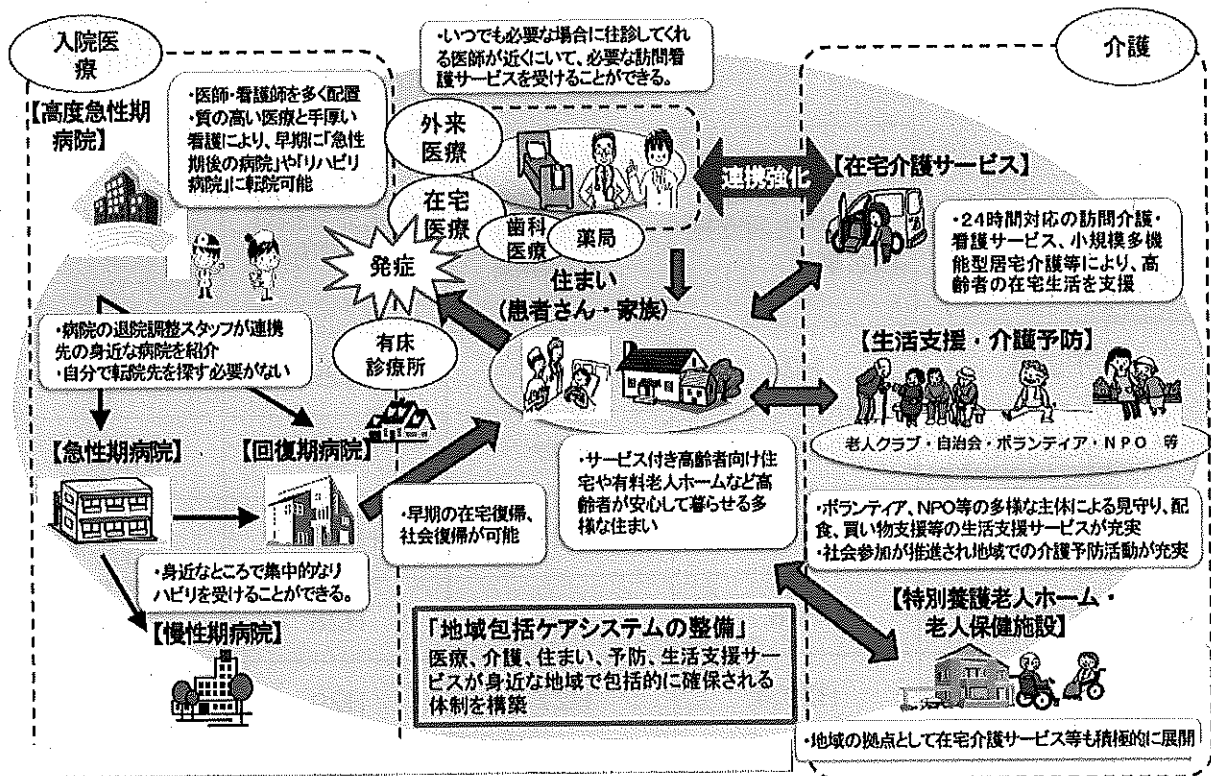 入院医
療
【高度急性期
病院】
・医師・看護師を多く配置
・質の高い医療と手厚い
看護により、早期に「急性
期後の病院」や「リハビリ
病院」に転院可能
・病院の退院調整スタッフが連携
先の身近な病院を紹介
・自分で転院先を探す必要がない
【急性期病院】
【回復期病院】
・身近なところで集中的なリ
ハビリを受けることができる。
【慢性期病院】
・いつでも必要な場合に往診してくれ
る医師が近くにいて、必要な訪問看
護サービスを受けることができる。
外来
医療
在宅
医療
歯科
医療
薬局
発症
有床
診療所
住まい
(患者さん・家族)
・早期の在宅復帰、
社会復帰が可能
・サービス付き高齢者向け住
宅や有料老人ホームなど高
齢者が安心して暮らせる多
様な住まい
「地域包括ケアシステムの整備」
医療、介護、住まい、予防、生活支援サー
ビスが身近な地域で包括的に確保される
体制を構築
連携強化
介護
【在宅介護サービス】
・24時間対応の訪問介護・
看護サービス、小規模多機
能型居宅介護等により、高
齢者の在宅生活を支援
【生活支援・介護予防】
老人クラブ・自治会・ボランティア・NPO 等
・ボランティア、NPO等の多様な主体による見守り、配
食、買い物支援等の生活支援サービスが充実
・社会参加が推進され地域での介護予防活動が充実
【特別養護老人ホーム・
老人保健施設】
・地域の拠点として在宅介護サービス等も積極的に展開